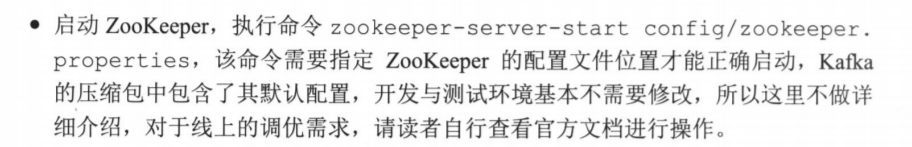 • 启动 ZooKeeper，执行命令 zookeeper-server-start config/zookeeper.
properties，该命令需要指定 ZooKeeper 的配置文件位置才能正确启动，Kafka
的压缩包中包含了其默认配置，开发与测试环境基本不需要修改，所以这里不做详
细介绍，对于线上的调优需求，请读者自行查看官方文档进行操作。